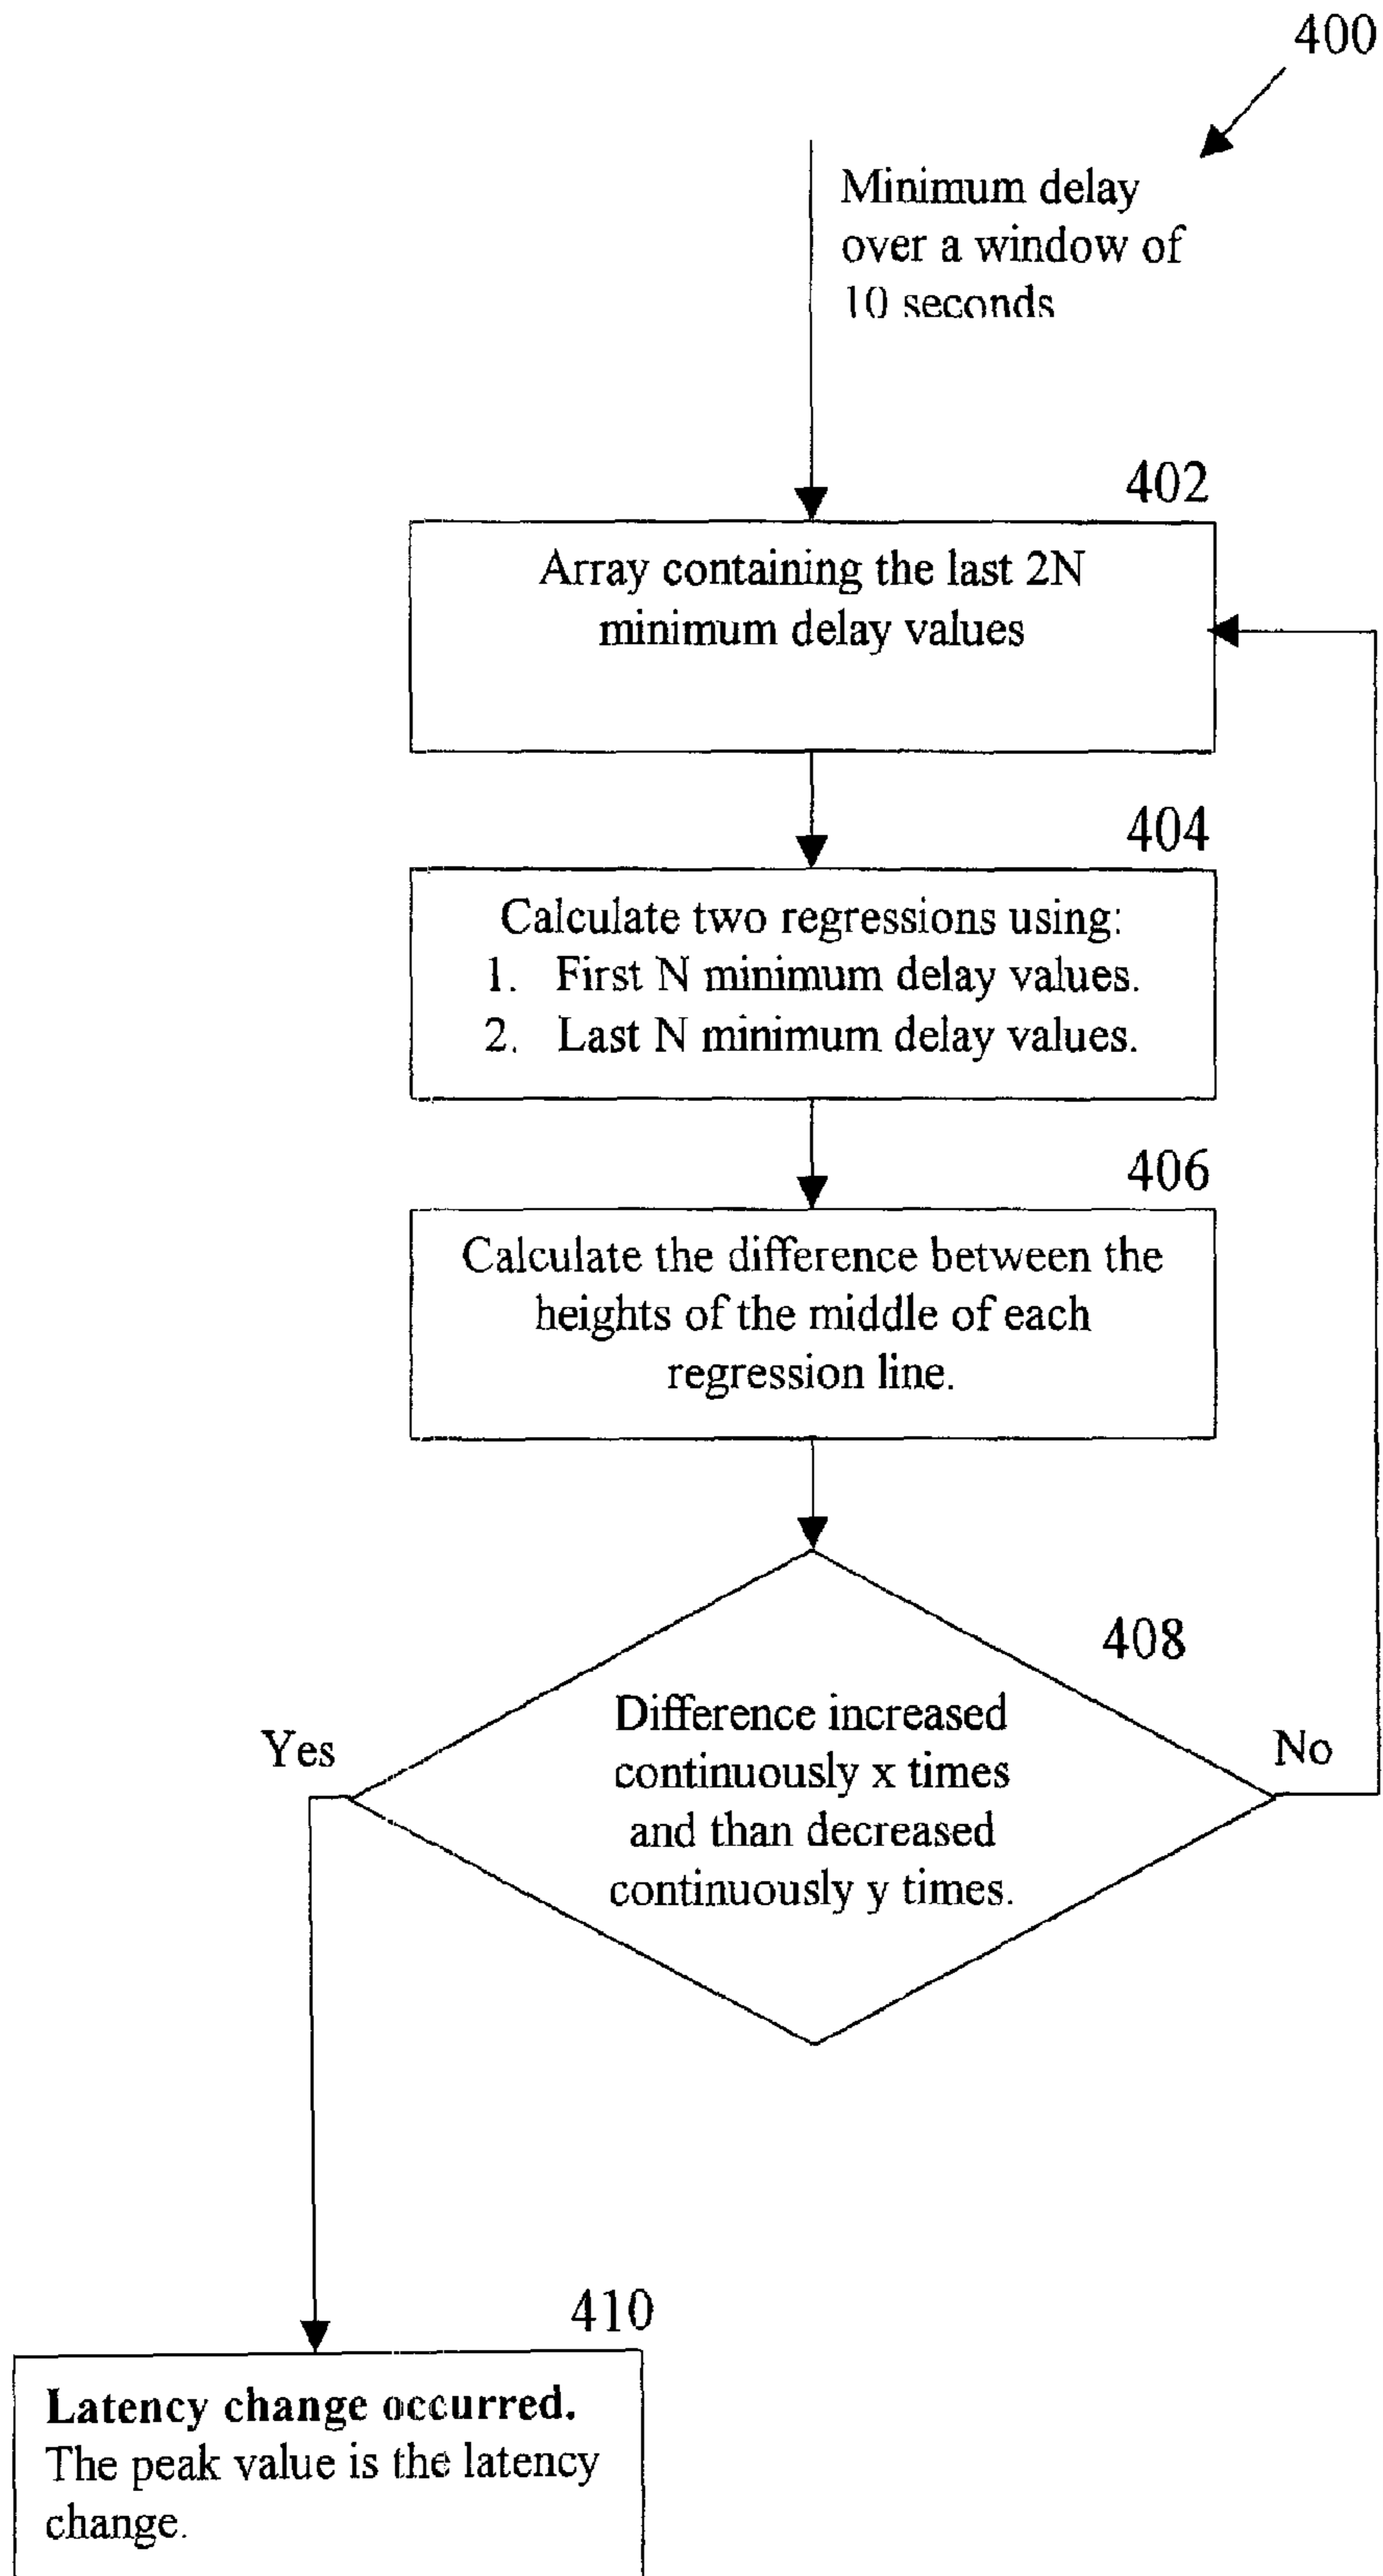 400
Minimum delay
over a window of
10 seconds
402
Array containing the last 2N
minimum delay values
404
Calculate two regressions using:
1. First N minimum delay values.
2. Last N minimum delay values.
406
Calculate the difference between the
heights of the middle of each
regression line.
408
Difference increased
continuously x times
and than decreased
continuously y times.
Yes
No
410
Latency change occurred.
The peak value is the latency
change.